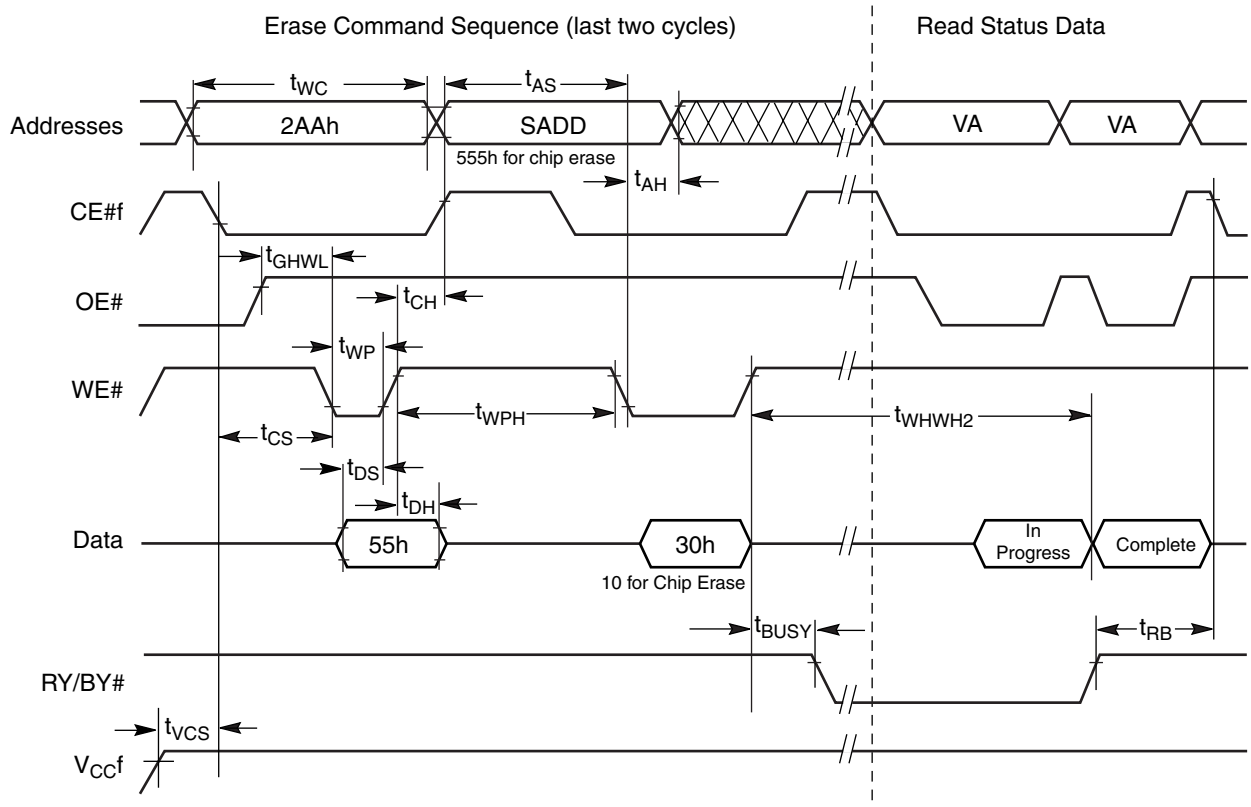 Erase Command Sequence (last two cycles)
Read Status Data
tWC
tAS
Addresses
2AAh
SADD
VA
VA
555h for chip erase
tAH
CE#f
tGHWL
OE#
tCH
tWP
WE#
tWPH
tWHWH2
tCS
tDS
tDH
Data
55h
30h
In
Progress
Complete
10 for Chip Erase
tBUSY
tRB
RY/BY#
tVCS
VCCf